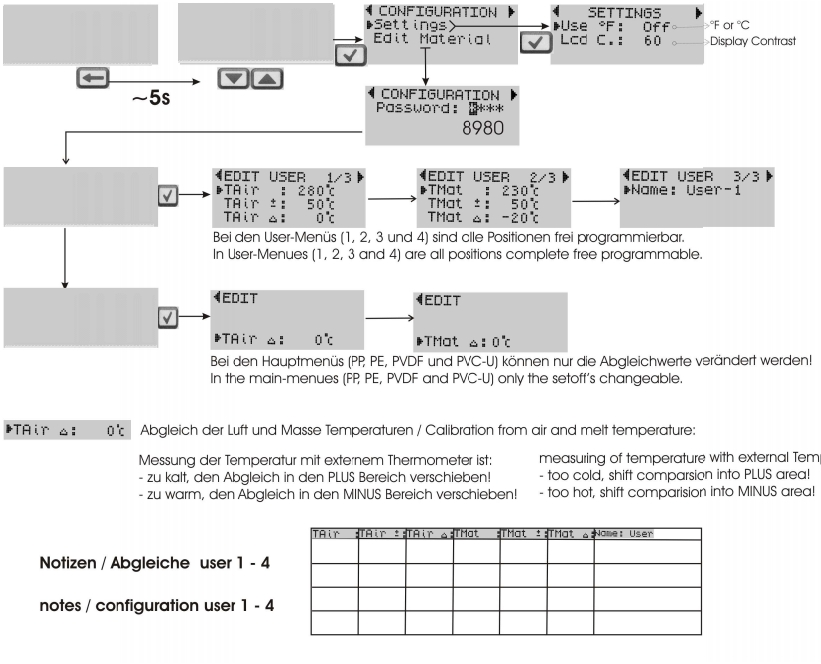 ◀ CONFIGURATION ▶
▶Settings
Edit Material
◀ SETTINGS ▶
▶Use °F: Off
Lcd C.: 60
°F or °C
Display Contrast
~5s
◀ CONFIGURATION ▶
Password: ****
8980
◀EDIT USER 1/3▶
▶TAir : 280°C
TAir ±: 50°C
TAir △: 0°C
◀EDIT USER 2/3▶
▶TMat : 230°C
TMat ±: 50°C
TMat △: -20°C
◀EDIT USER 3/3▶
▶Name: User-1
Bei den User-Menüs (1, 2, 3 und 4) sind clle Positionen frei programmierbar.
In User-Menues (1, 2, 3 and 4) are all positions complete free programmable.
◀EDIT
▶TAir △: 0°C
◀EDIT
▶TMat △: 0°C
Bei den Hauptmenüs (PP, PE, PVDF und PVC-U) können nur die Abgleichwerte verändert werden!
In the main-menues (FP, PE, PVDF and PVC-U) only the setoff's changeable.
▶TAir △: 0°C Abgleich der Luft und Masse Temperaturen / Calibration from air and melt temperature:
Messung der Temperatur mit externem Thermometer ist:
- zu kalt, den Abgleich in den PLUS Bereich verschieben!
- zu warm, den Abgleich in den MINUS Bereich verschieben!
measuring of temperature with external Temp
- too cold, shift comparsion into PLUS area!
- too hot, shift comparision into MINUS area!
TAir : TAir ±: TAir △: TMat : TMat ±: TMat △: Name: User
Notizen / Abgleiche user 1 - 4
notes / configuration user 1 - 4